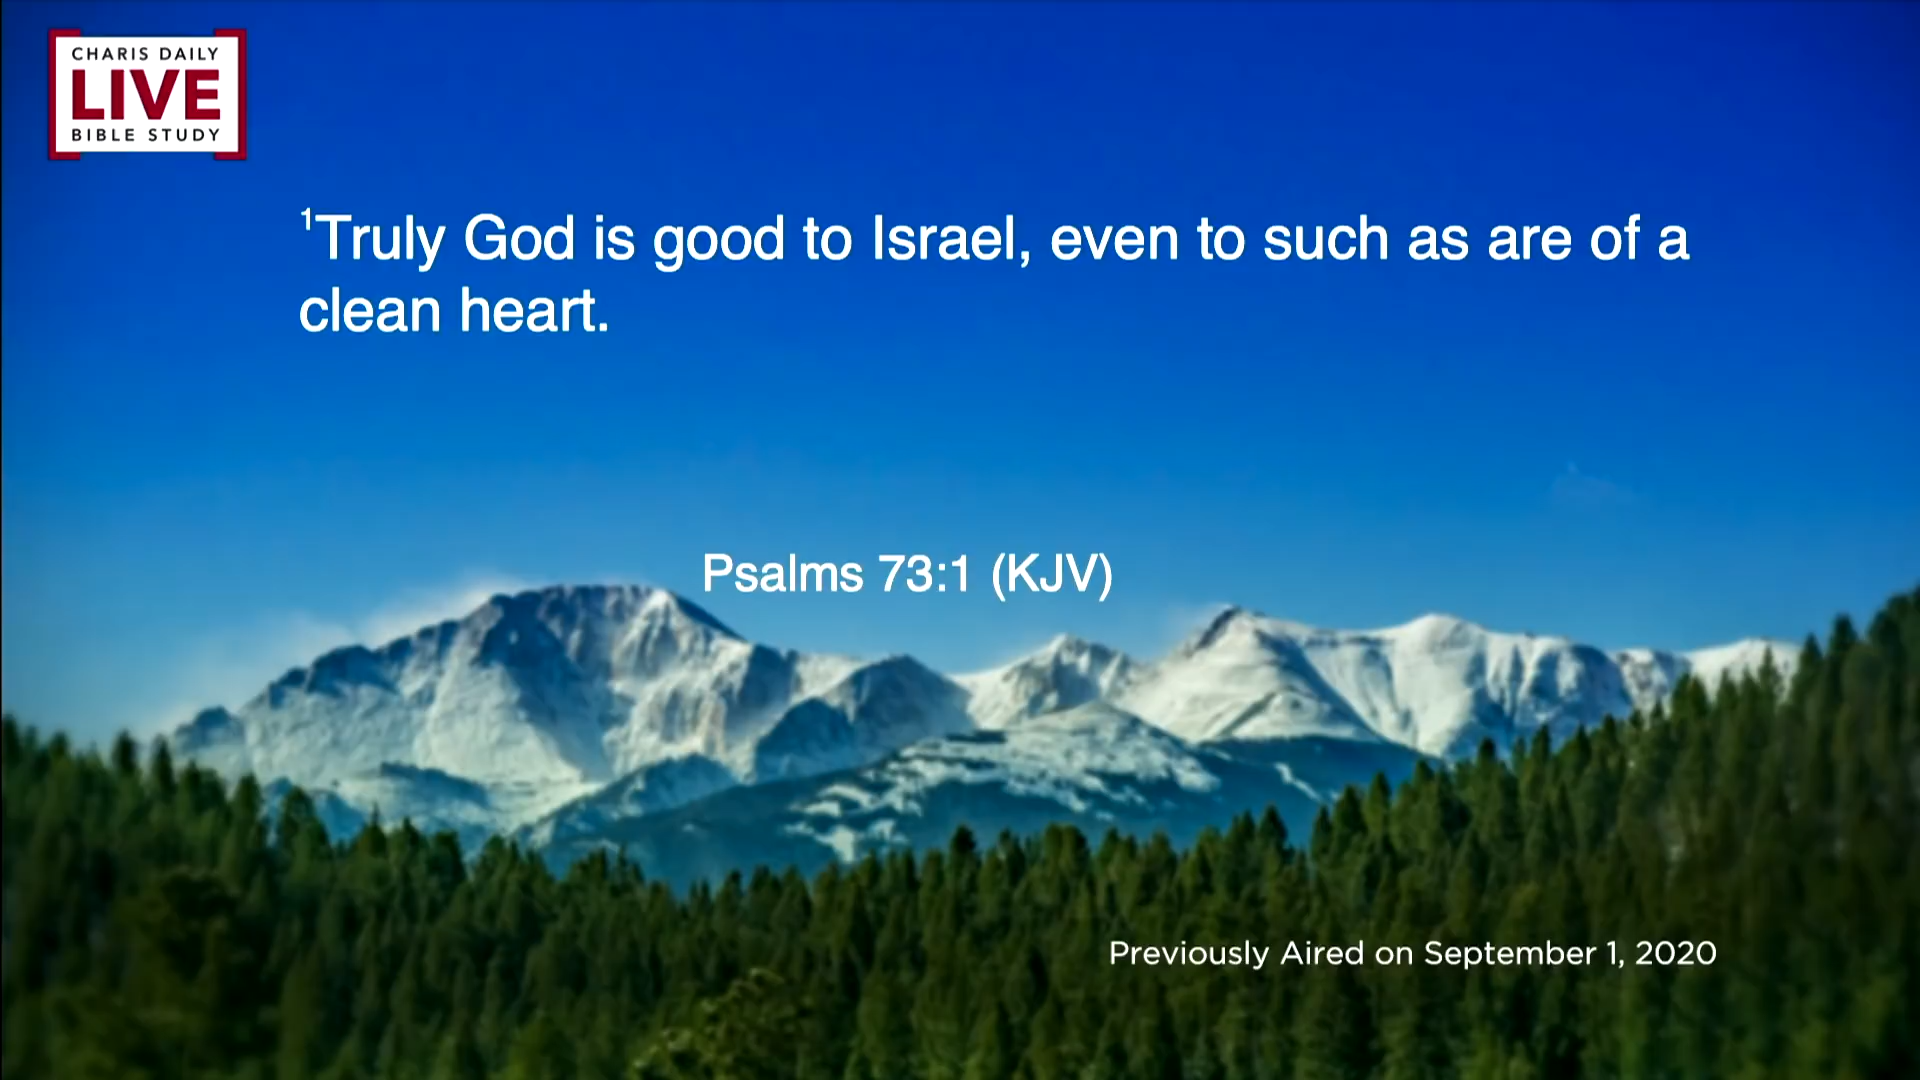 CHARIS DAILY
LIVE
BIBLE STUDY
¹Truly God is good to Israel, even to such as are of a
clean heart.
Psalms 73:1 (KJV)
Previously Aired on September 1, 2020